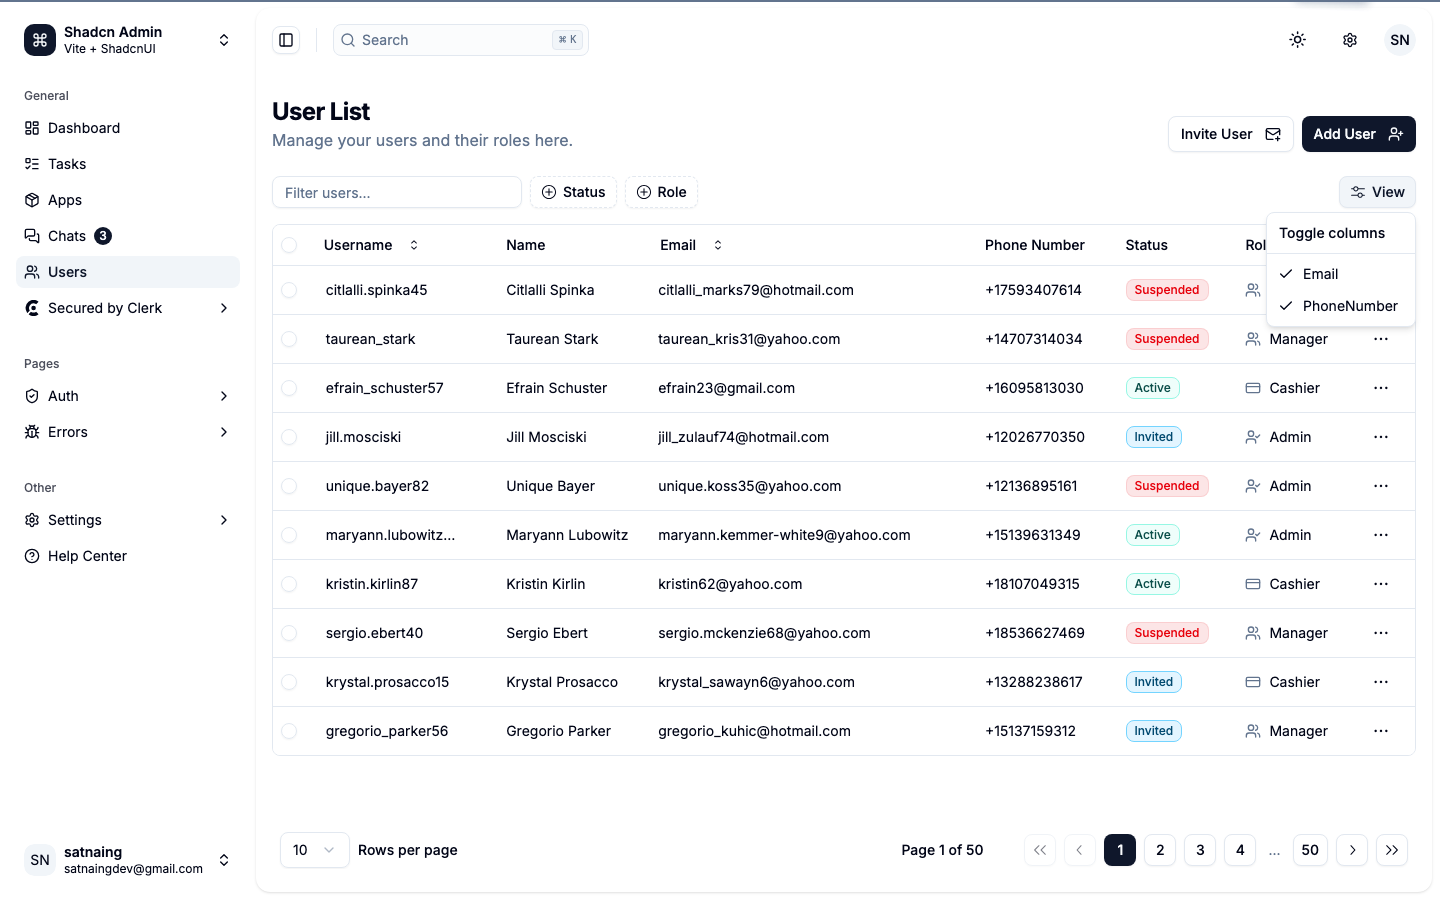 Shadcn Admin
Vite + ShadcnUI
General
Dashboard
Tasks
Apps
Chats 3
Users
Secured by Clerk
Pages
Auth
Errors
Other
Settings
Help Center
SN
satnaing
satnaingdev@gmail.com
Search ⌘ K
SN
User List
Manage your users and their roles here.
Invite User
Add User
Filter users...
Status
Role
View
Toggle columns
Email
PhoneNumber
Username Name Email Phone Number Status Rol
citlalli.spinka45 Citlalli Spinka citlalli_marks79@hotmail.com +17593407614 Suspended
taurean_stark Taurean Stark taurean_kris31@yahoo.com +14707314034 Suspended Manager
efrain_schuster57 Efrain Schuster efrain23@gmail.com +16095813030 Active Cashier
jill.mosciski Jill Mosciski jill_zulauf74@hotmail.com +12026770350 Invited Admin
unique.bayer82 Unique Bayer unique.koss35@yahoo.com +12136895161 Suspended Admin
maryann.lubowitz... Maryann Lubowitz maryann.kemmer-white9@yahoo.com +15139631349 Active Admin
kristin.kirlin87 Kristin Kirlin kristin62@yahoo.com +18107049315 Active Cashier
sergio.ebert40 Sergio Ebert sergio.mckenzie68@yahoo.com +18536627469 Suspended Manager
krystal.prosacco15 Krystal Prosacco krystal_sawayn6@yahoo.com +13288238617 Invited Cashier
gregorio_parker56 Gregorio Parker gregorio_kuhic@hotmail.com +15137159312 Invited Manager
10 Rows per page
Page 1 of 50
1 2 3 4 ... 50